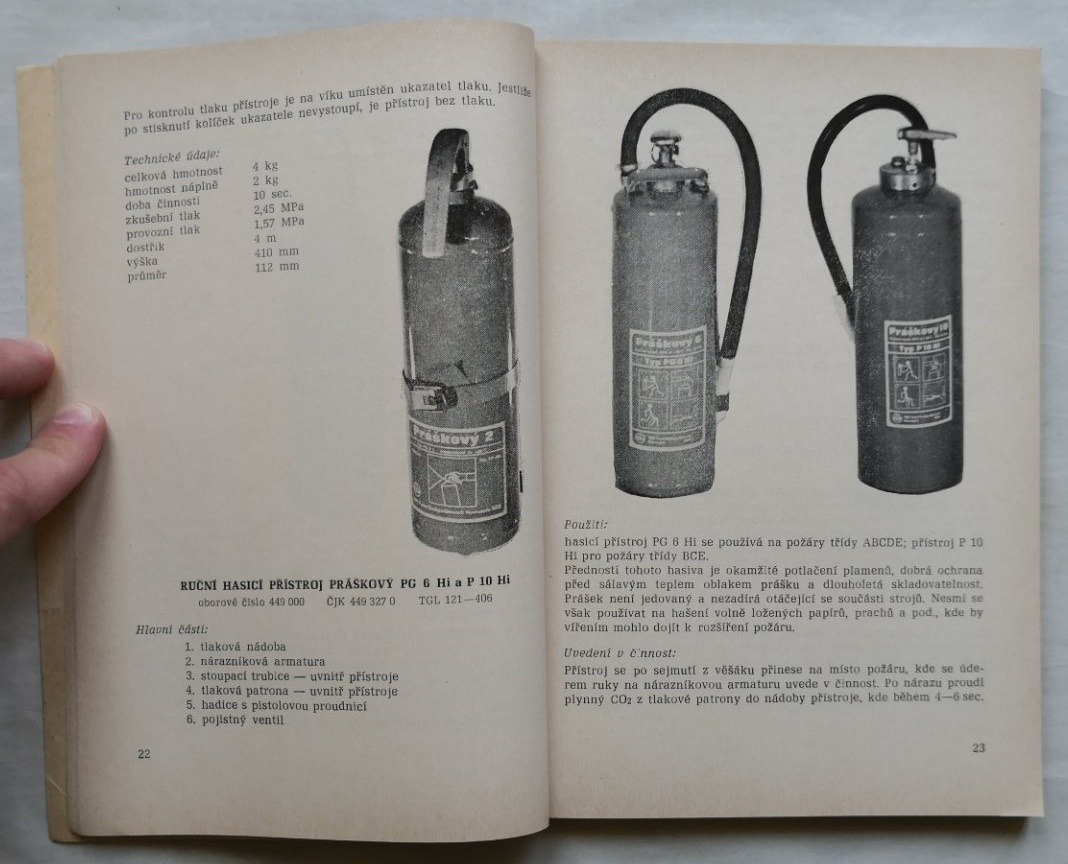 Pro kontrolu tlaku přístroje je na víku umístěn ukazatel tlaku. Jestliže
po stisknutí kolíček ukazatele nevystoupí, je přístroj bez tlaku.
Technické údaje:
celková hmotnost 4 kg
hmotnost náplně 2 kg
doba činnosti 10 sec.
zkušební tlak 2,45 MPa
provozní tlak 1,57 MPa
dostřik 4 m
výška 410 mm
průměr 112 mm
Práškový 2
RUČNÍ HASICÍ PŘÍSTROJ PRÁŠKOVÝ PG 6 Hi a P 10 Hi
oborové číslo 449 000 ČJK 449 327 0 TGL 121—406
Hlavní části:
1. tlaková nádoba
2. nárazníková armatura
3. stoupací trubice — uvnitř přístroje
4. tlaková patrona — uvnitř přístroje
5. hadice s pistolovou proudnicí
6. pojistný ventil
22
Práškový 6
Typ PG 6 Hi
Práškový 10
Typ P 10 Hi
Použití:
hasicí přístroj PG 6 Hi se používá na požáry třídy ABCDE; přístroj P 10
Hi pro požáry třídy BCE.
Předností tohoto hasiva je okamžité potlačení plamenů, dobrá ochrana
před sálavým teplem oblakem prášku a dlouholetá skladovatelnost.
Prášek není jedovaný a nezadírá otáčející se součásti strojů. Nesmí se
však používat na hašení volně ložených papírů, prachů a pod., kde by
vířením mohlo dojít k rozšíření požáru.
Uvedení v činnost:
Přístroj se po sejmutí z věšáku přinese na místo požáru, kde se úde-
rem ruky na nárazníkovou armaturu uvede v činnost. Po nárazu proudí
plynný CO₂ z tlakové patrony do nádoby přístroje, kde během 4—6 sec.
23